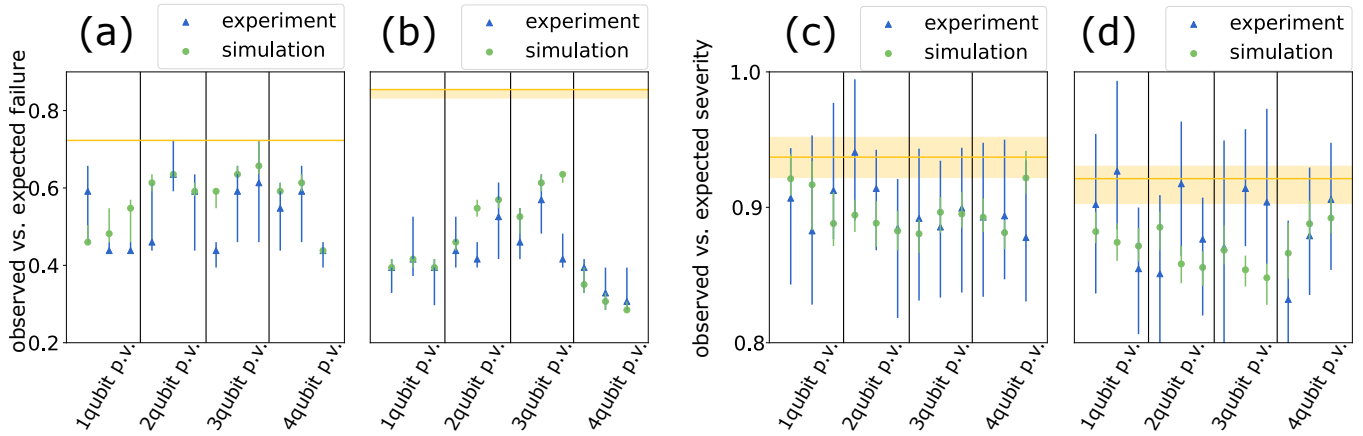 (a)
experiment
simulation
(b)
experiment
simulation
(c)
experiment
simulation
(d)
experiment
simulation
observed vs. expected failure
0.8
0.6
0.4
0.2
1qubit p.v.
2qubit p.v.
3qubit p.v.
4qubit p.v.
1qubit p.v.
2qubit p.v.
3qubit p.v.
4qubit p.v.
observed vs. expected severity
1.0
0.9
0.8
1qubit p.v.
2qubit p.v.
3qubit p.v.
4qubit p.v.
1qubit p.v.
2qubit p.v.
3qubit p.v.
4qubit p.v.